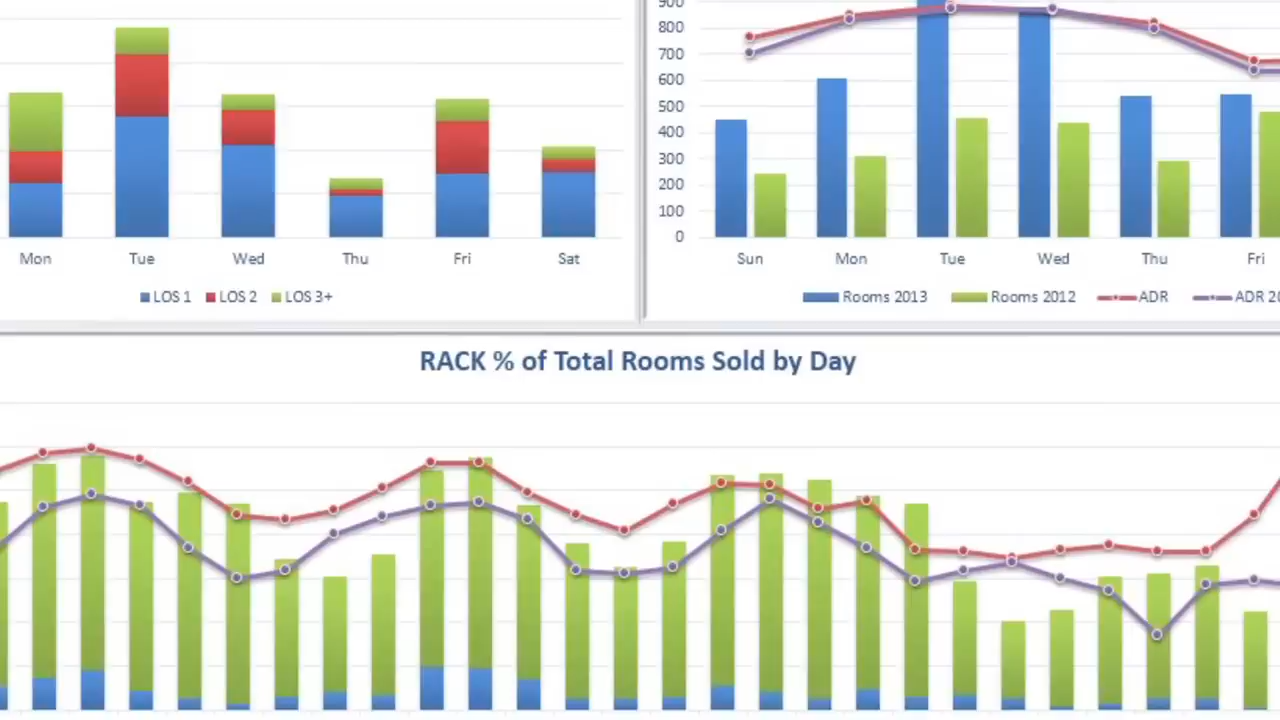 Mon Tue Wed Thu Fri Sat
LOS 1 LOS 2 LOS 3+
900
800
700
600
500
400
300
200
100
0
Sun Mon Tue Wed Thu Fri
Rooms 2013 Rooms 2012 ADR ADR 20
RACK % of Total Rooms Sold by Day